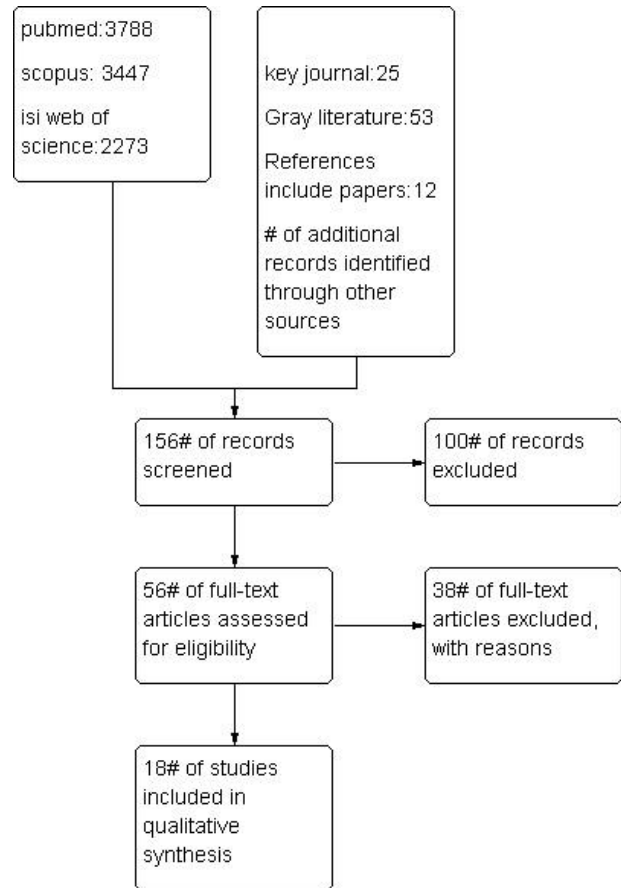 pubmed:3788
scopus: 3447
isi web of
science:2273
key journal:25
Gray literature:53
References
include papers:12
# of additional
records identified
through other
sources
156# of records
screened
100# of records
excluded
56# of full-text
articles assessed
for eligibility
38# of full-text
articles excluded,
with reasons
18# of studies
included in
qualitative
synthesis